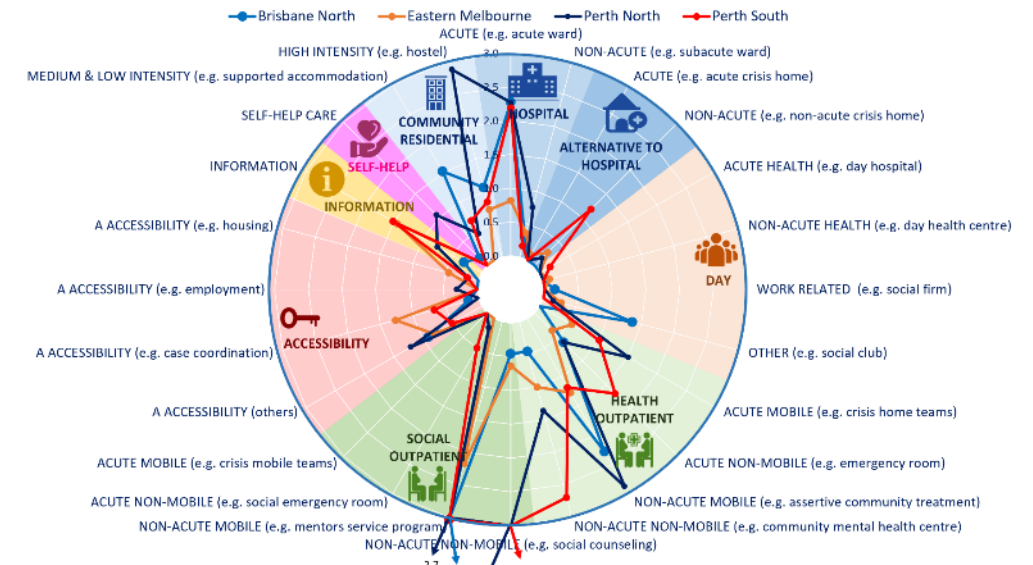 Brisbane North
Eastern Melbourne
Perth North
Perth South
ACUTE (e.g. acute ward)
HIGH INTENSITY (e.g. hostel)
3.0
NON-ACUTE (e.g. subacute ward)
MEDIUM & LOW INTENSITY (e.g. supported accommodation)
ACUTE (e.g. acute crisis home)
2.5
SELF-HELP CARE
COMMUNITY
RESIDENTIAL
HOSPITAL
NON-ACUTE (e.g. non-acute crisis home)
2.0
ALTERNATIVE TO
HOSPITAL
1.5
INFORMATION
SELF-HELP
ACUTE HEALTH (e.g. day hospital)
1.0
INFORMATION
A ACCESSIBILITY (e.g. housing)
0.5
NON-ACUTE HEALTH (e.g. day health centre)
0.0
DAY
A ACCESSIBILITY (e.g. employment)
WORK RELATED (e.g. social firm)
ACCESSIBILITY
A ACCESSIBILITY (e.g. case coordination)
OTHER (e.g. social club)
HEALTH
OUTPATIENT
A ACCESSIBILITY (others)
ACUTE MOBILE (e.g. crisis home teams)
SOCIAL
OUTPATIENT
ACUTE MOBILE (e.g. crisis mobile teams)
ACUTE NON-MOBILE (e.g. emergency room)
ACUTE NON-MOBILE (e.g. social emergency room)
NON-ACUTE MOBILE (e.g. assertive community treatment)
NON-ACUTE MOBILE (e.g. mentors service program)
NON-ACUTE NON-MOBILE (e.g. community mental health centre)
NON-ACUTE NON-MOBILE (e.g. social counseling)